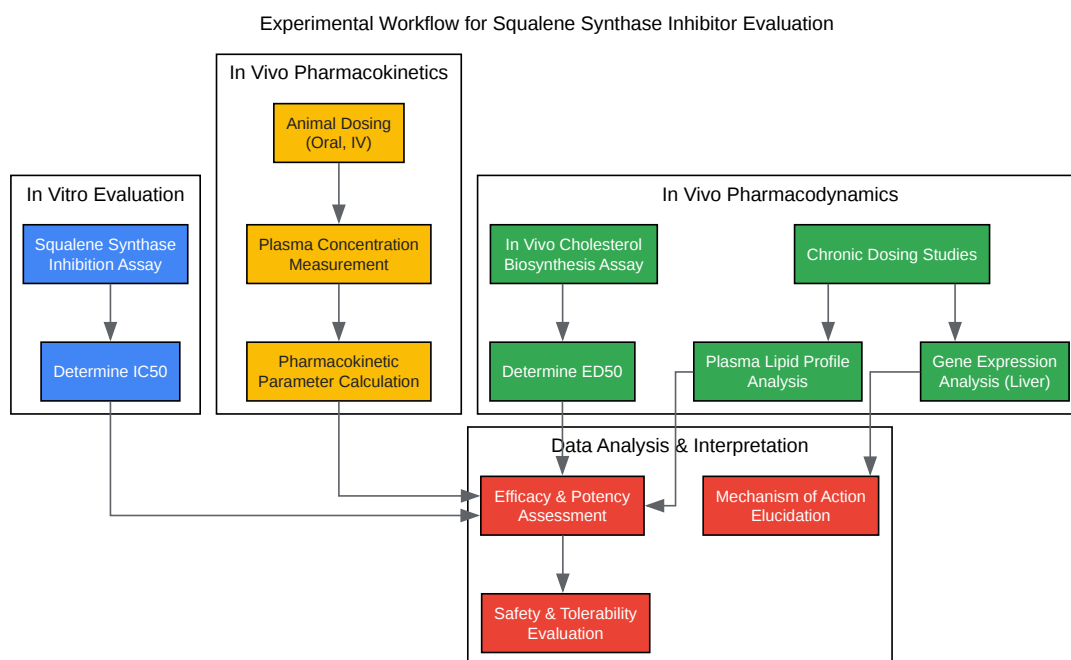 Experimental Workflow for Squalene Synthase Inhibitor Evaluation
In Vitro Evaluation
Squalene Synthase
Inhibition Assay
Determine IC50
In Vivo Pharmacokinetics
Animal Dosing
(Oral, IV)
Plasma Concentration
Measurement
Pharmacokinetic
Parameter Calculation
In Vivo Pharmacodynamics
In Vivo Cholesterol
Biosynthesis Assay
Determine ED50
Chronic Dosing Studies
Plasma Lipid Profile
Analysis
Gene Expression
Analysis (Liver)
Data Analysis & Interpretation
Efficacy & Potency
Assessment
Mechanism of Action
Elucidation
Safety & Tolerability
Evaluation